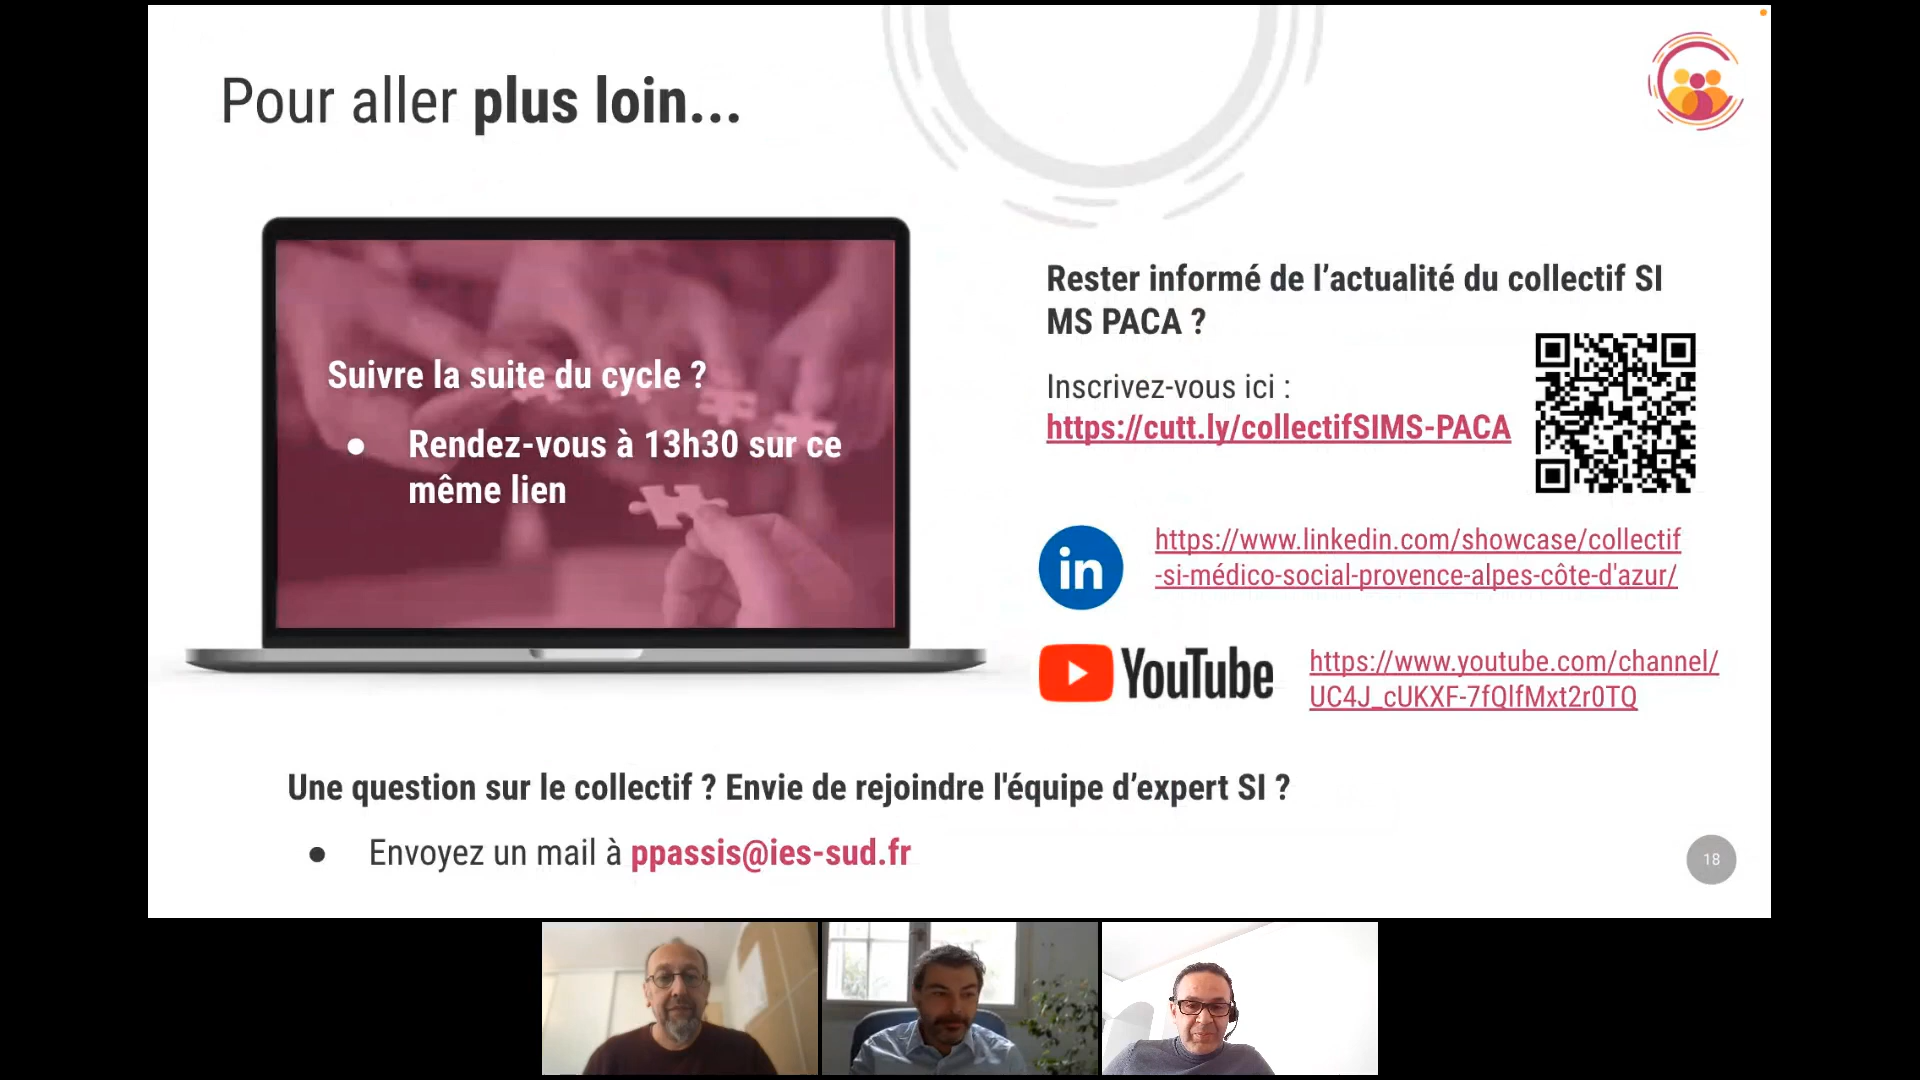 Pour aller plus loin...
Suivre la suite du cycle ?
● Rendez-vous à 13h30 sur ce
même lien
Rester informé de l’actualité du collectif SI
MS PACA ?
Inscrivez-vous ici :
https://cutt.ly/collectifSIMS-PACA
in
https://www.linkedin.com/showcase/collectif
-si-médico-social-provence-alpes-côte-d'azur/
YouTube
https://www.youtube.com/channel/
UC4J_cUKXF-7fQlfMxt2r0TQ
Une question sur le collectif ? Envie de rejoindre l'équipe d’expert SI ?
● Envoyez un mail à ppassis@ies-sud.fr
18